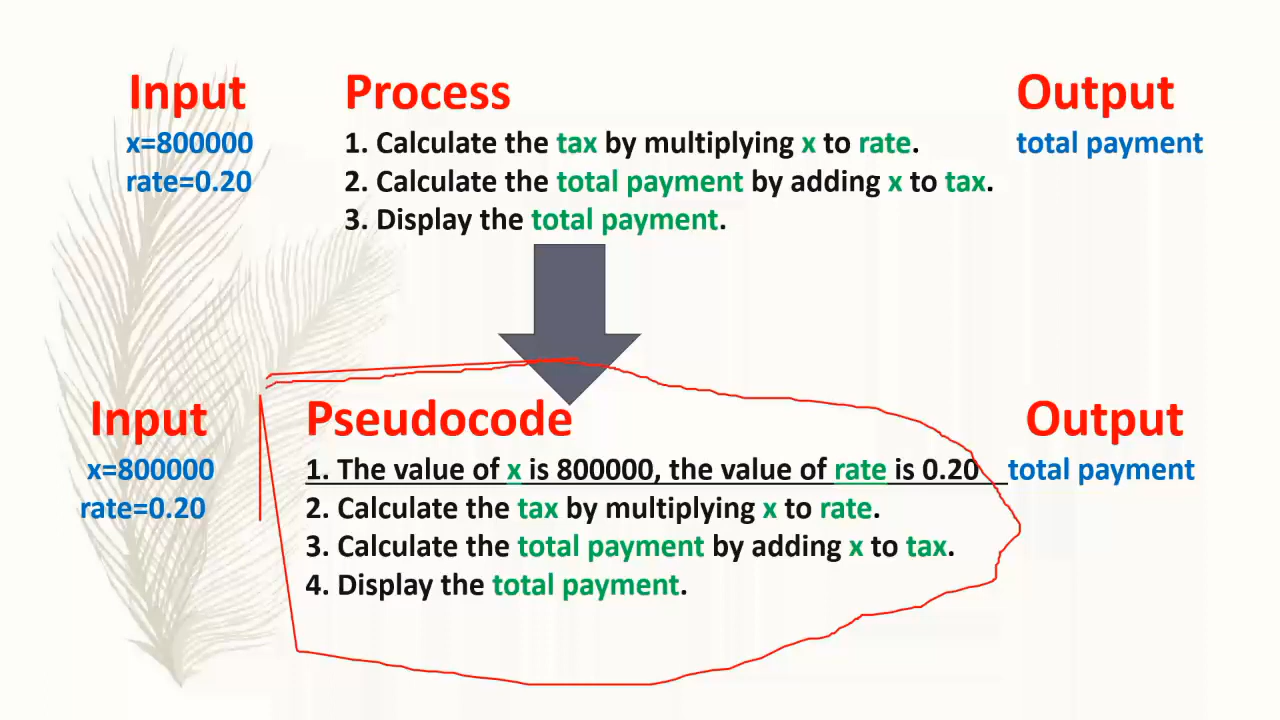 Input Process Output
x=800000 1. Calculate the tax by multiplying x to rate. total payment
rate=0.20 2. Calculate the total payment by adding x to tax.
3. Display the total payment.
Input Pseudocode Output
x=800000 1. The value of x is 800000, the value of rate is 0.20 total payment
rate=0.20 2. Calculate the tax by multiplying x to rate.
3. Calculate the total payment by adding x to tax.
4. Display the total payment.